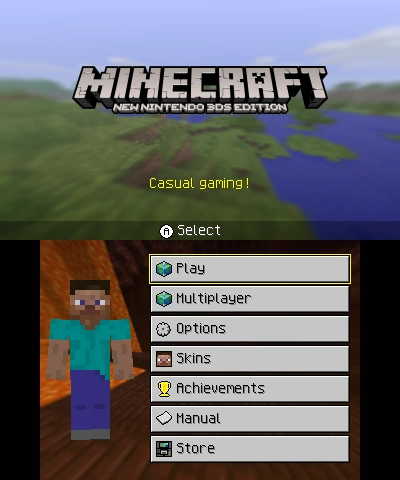 MINECRAFT
NEW NINTENDO 3DS EDITION
Casual gaming!
A Select
Play
Multiplayer
Options
Skins
Achievements
Manual
Store